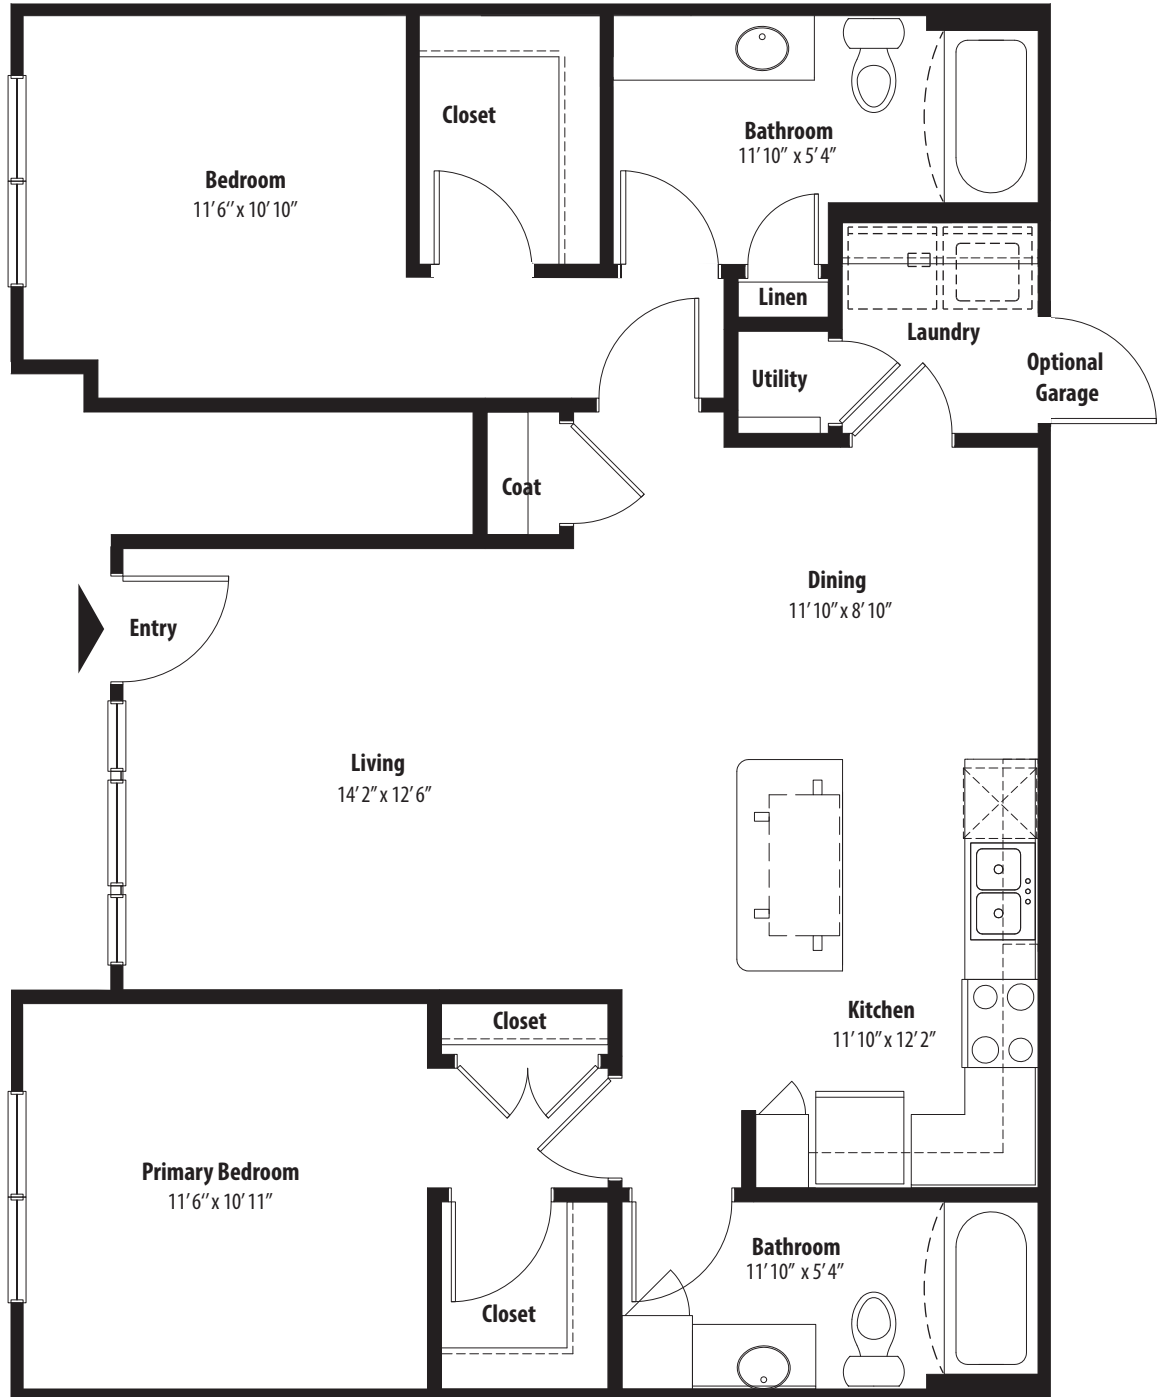 Closet
Bathroom
11’10” x 5’4”
Bedroom
11’6’’ x 10’10”
Linen
Laundry
Optional
Garage
Utility
Coat
Dining
11’10” x 8’10”
Entry
Living
14’2” x 12’6”
Kitchen
11’10” x 12’2”
Closet
Primary Bedroom
11’6’’ x 10’11”
Bathroom
11’10” x 5’4”
Closet